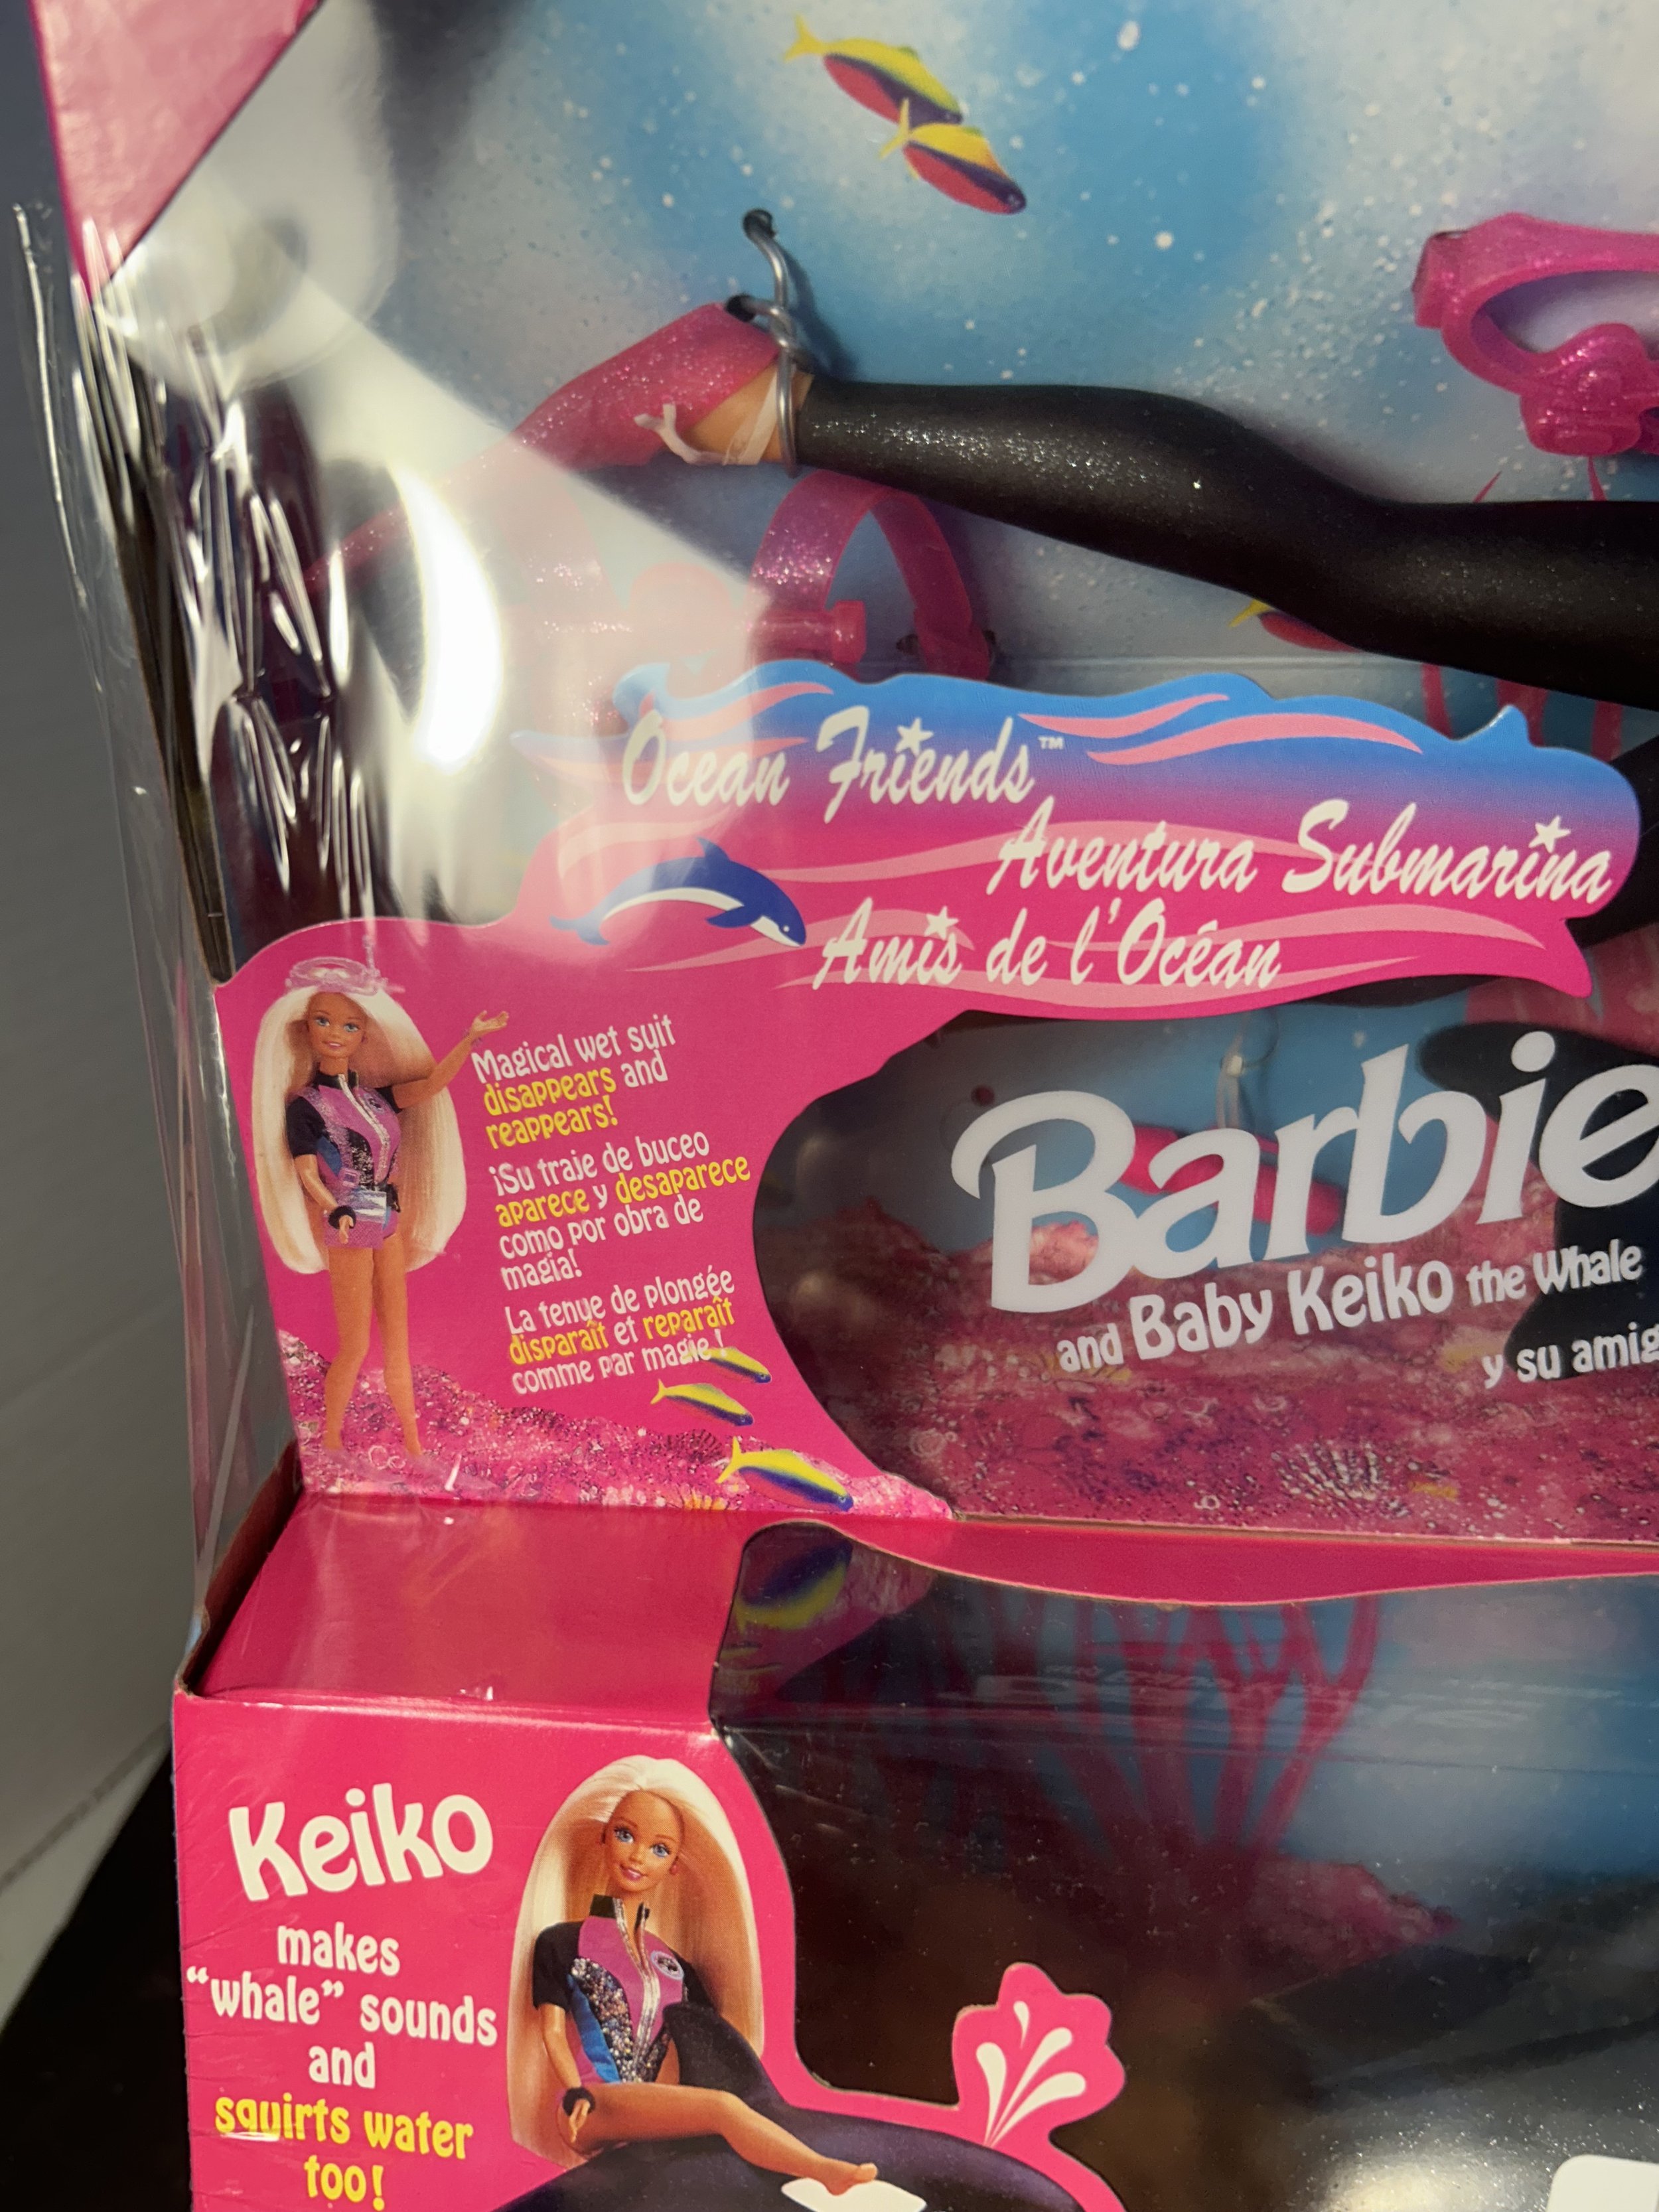 Ocean Friends™
Aventura Submarina
Amis de l'Océan
Magical wet suit
disappears and
reappears!
¡Su traje de buceo
aparece y desaparece
como por obra de
magia!
La tenue de plongée
disparaît et reparaît
comme par magie !
Barbie
and Baby Keiko the Whale
y su amig
Keiko
makes
“whale” sounds
and
squirts water
too!